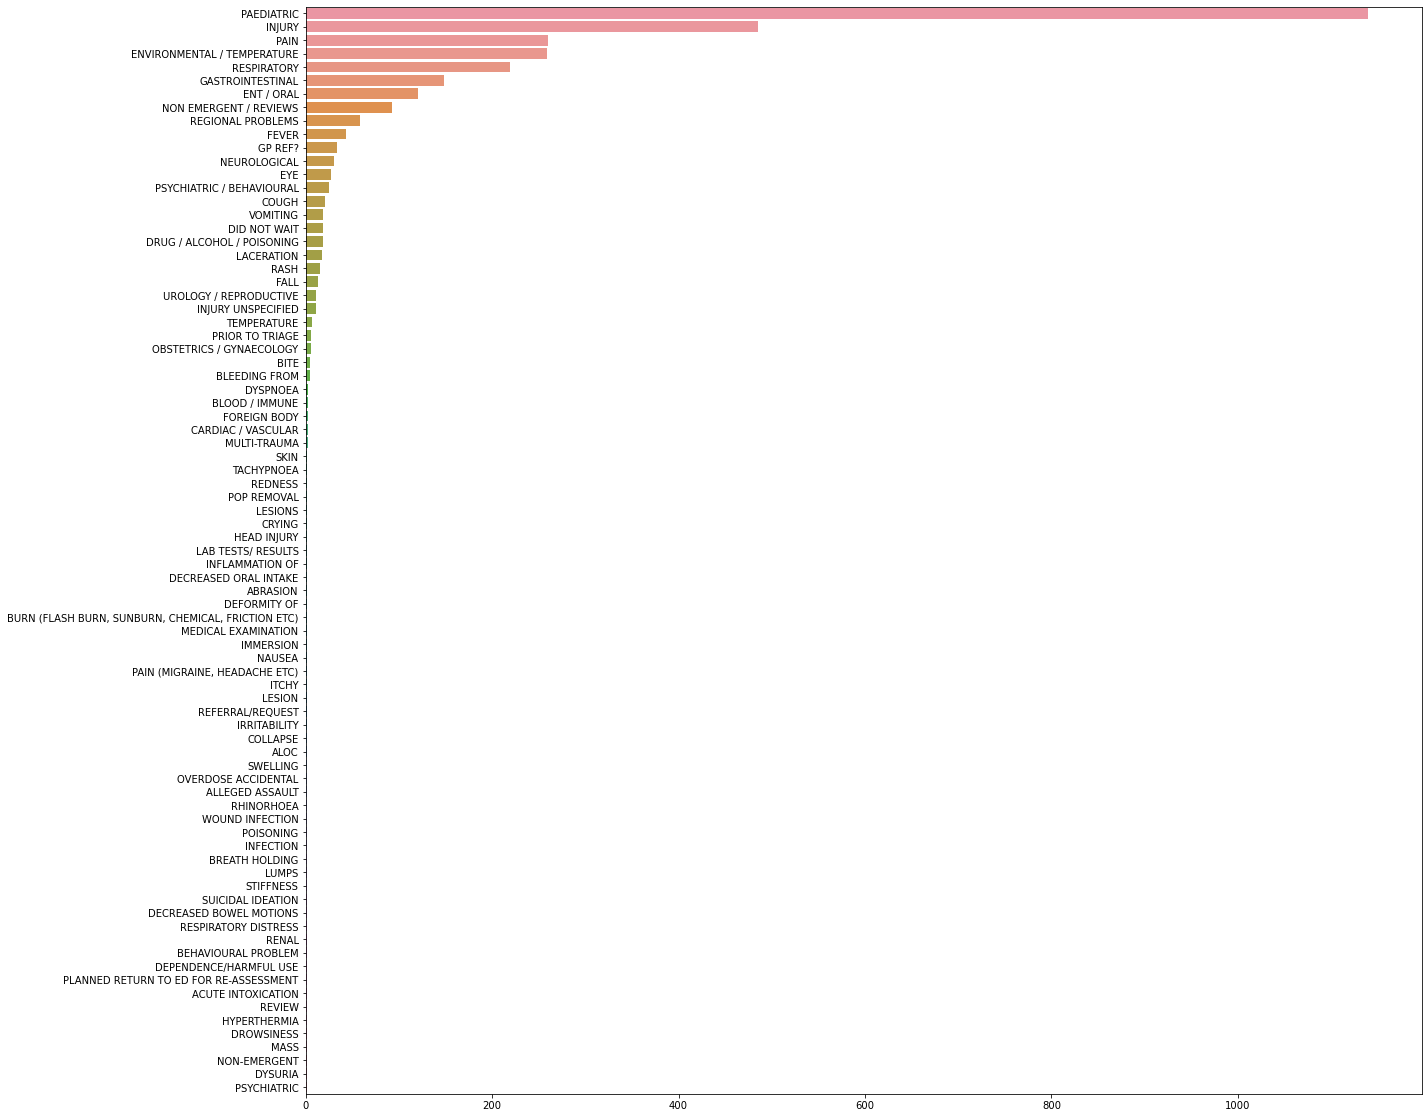 PAEDIATRIC
INJURY
PAIN
ENVIRONMENTAL / TEMPERATURE
RESPIRATORY
GASTROINTESTINAL
ENT / ORAL
NON EMERGENT / REVIEWS
REGIONAL PROBLEMS
FEVER
GP REF?
NEUROLOGICAL
EYE
PSYCHIATRIC / BEHAVIOURAL
COUGH
VOMITING
DID NOT WAIT
DRUG / ALCOHOL / POISONING
LACERATION
RASH
FALL
UROLOGY / REPRODUCTIVE
INJURY UNSPECIFIED
TEMPERATURE
PRIOR TO TRIAGE
OBSTETRICS / GYNAECOLOGY
BITE
BLEEDING FROM
DYSPNOEA
BLOOD / IMMUNE
FOREIGN BODY
CARDIAC / VASCULAR
MULTI-TRAUMA
SKIN
TACHYPNOEA
REDNESS
POP REMOVAL
LESIONS
CRYING
HEAD INJURY
LAB TESTS/ RESULTS
INFLAMMATION OF
DECREASED ORAL INTAKE
ABRASION
DEFORMITY OF
BURN (FLASH BURN, SUNBURN, CHEMICAL, FRICTION ETC)
MEDICAL EXAMINATION
IMMERSION
NAUSEA
PAIN (MIGRAINE, HEADACHE ETC)
ITCHY
LESION
REFERRAL/REQUEST
IRRITABILITY
COLLAPSE
ALOC
SWELLING
OVERDOSE ACCIDENTAL
ALLEGED ASSAULT
RHINORHOEA
WOUND INFECTION
POISONING
INFECTION
BREATH HOLDING
LUMPS
STIFFNESS
SUICIDAL IDEATION
DECREASED BOWEL MOTIONS
RESPIRATORY DISTRESS
RENAL
BEHAVIOURAL PROBLEM
DEPENDENCE/HARMFUL USE
PLANNED RETURN TO ED FOR RE-ASSESSMENT
ACUTE INTOXICATION
REVIEW
HYPERTHERMIA
DROWSINESS
MASS
NON-EMERGENT
DYSURIA
PSYCHIATRIC
0 200 400 600 800 1000